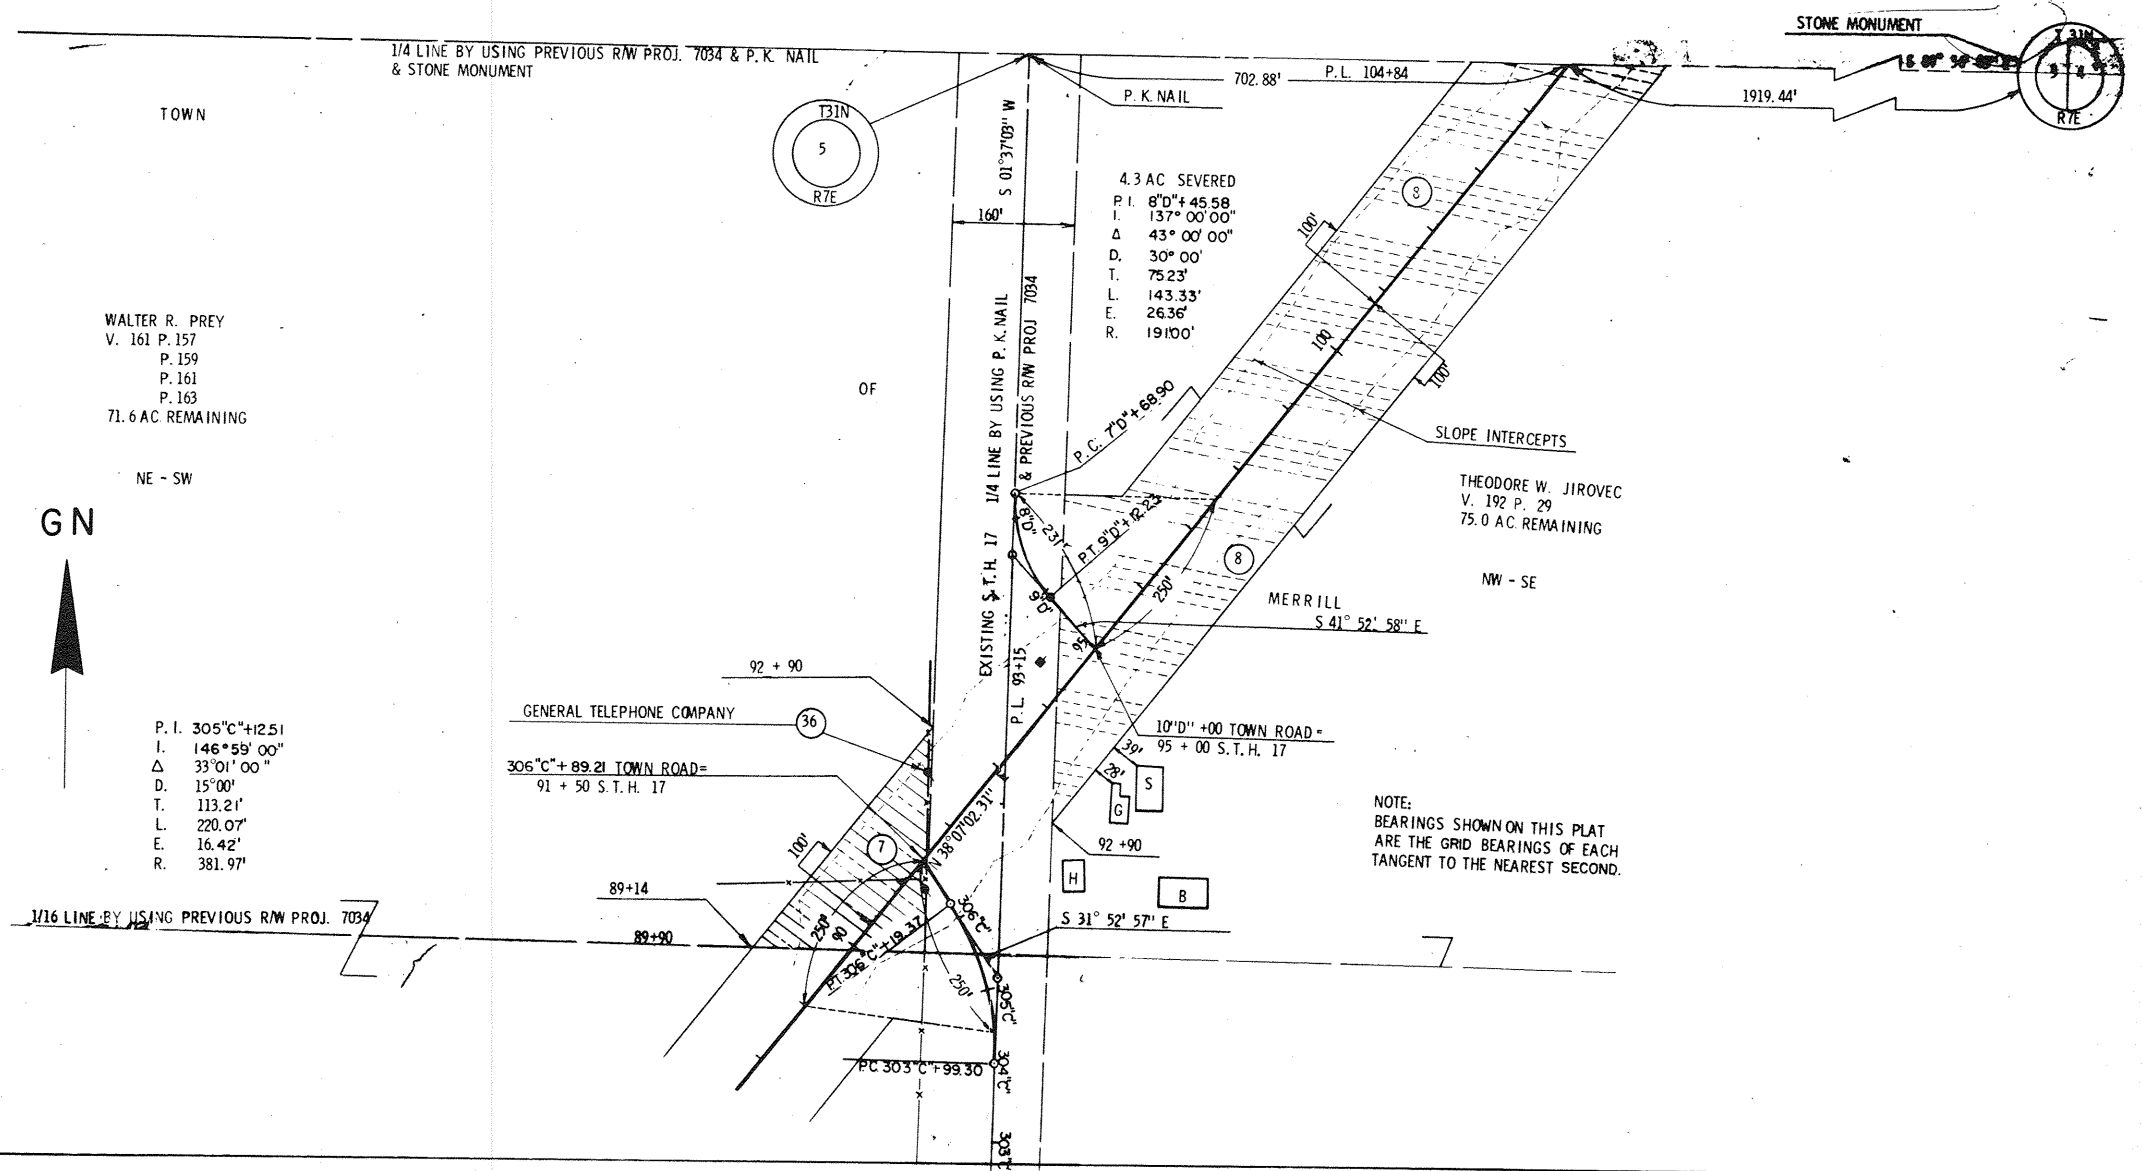 STONE MONUMENT
1/4 LINE BY USING PREVIOUS R/W PROJ. 7034 & P. K. NAIL
& STONE MONUMENT
702.88'
P. L. 104+84
P. K. NAIL
1919.44'
T 31N
R7E
TOWN
T31N
5
R7E
S 01°37'03" W
160'
4.3 AC SEVERED
P. I. 8"D"+45.58
I. 137° 00' 00"
Δ 43° 00' 00"
D. 30° 00'
T. 75.23'
L. 143.33'
E. 26.36'
R. 191.00'
8
100'
100'
100
1/4 LINE BY USING P. K. NAIL
& PREVIOUS R/W PROJ 7034
WALTER R. PREY
V. 161 P. 157
P. 159
P. 161
P. 163
71.6 AC. REMAINING
OF
NE - SW
GN
P. C. 7"D"+68.90
SLOPE INTERCEPTS
THEODORE W. JIROVEC
V. 192 P. 29
75.0 AC. REMAINING
NW - SE
8"D"
231'
P.T. 9"D"+12.23
8
250'
9"D"
MERRILL
S 41° 52' 58" E
95
EXISTING S. T. H. 17
P. L. 93+15
92 + 90
GENERAL TELEPHONE COMPANY
36
306"C"+ 89.21 TOWN ROAD=
91 + 50 S. T. H. 17
10"D" +00 TOWN ROAD =
95 + 00 S. T. H. 17
39'
28'
S
G
P. I. 305"C"+12.51
I. 146°59' 00"
Δ 33°01' 00"
D. 15°00'
T. 113.21'
L. 220.07'
E. 16.42'
R. 381.97'
N 38°07'02.31"
100'
7
92 +90
H
B
NOTE:
BEARINGS SHOWN ON THIS PLAT
ARE THE GRID BEARINGS OF EACH
TANGENT TO THE NEAREST SECOND.
89+14
1/16 LINE BY USING PREVIOUS R/W PROJ. 7034
89+90
250'
90
P.T. 306"C"+19.37
306"C"
S 31° 52' 57" E
250'
305"C"
P.C. 303"C"+99.30
304"C"
303"C"